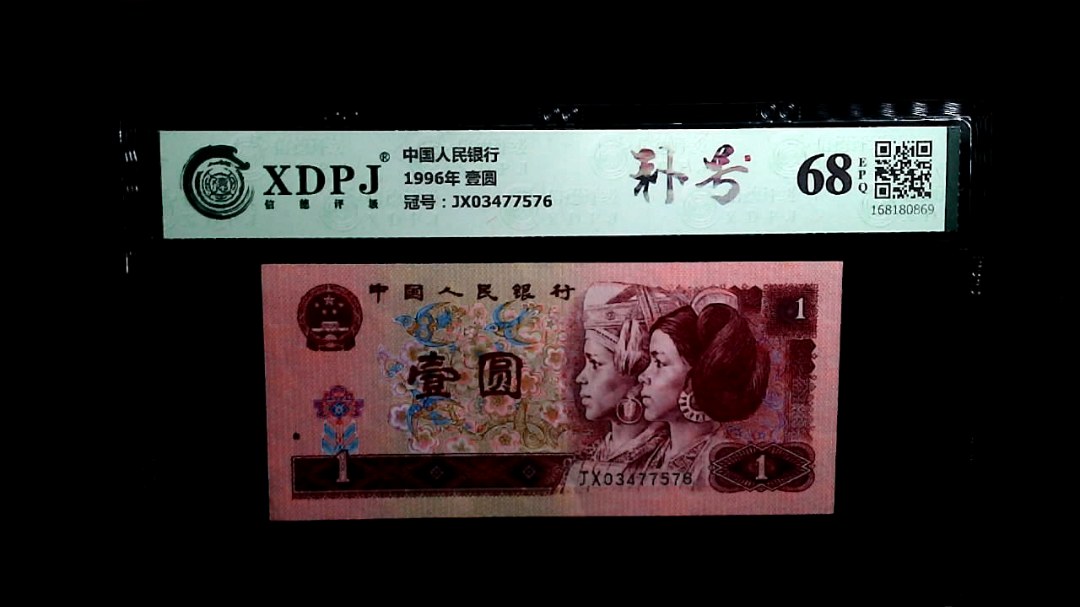 XDPJ®
信德评级
中国人民银行
1996年 壹圆
冠号:JX03477576
补号
68
EPQ
168180869
中国人民银行
1
壹圆
1
JX03477576
1